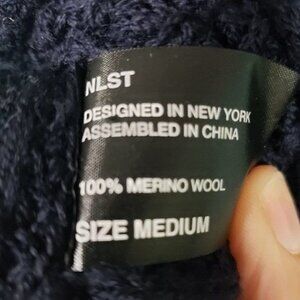 NLST
DESIGNED IN NEW YORK
ASSEMBLED IN CHINA
100% MERINO WOOL
SIZE MEDIUM